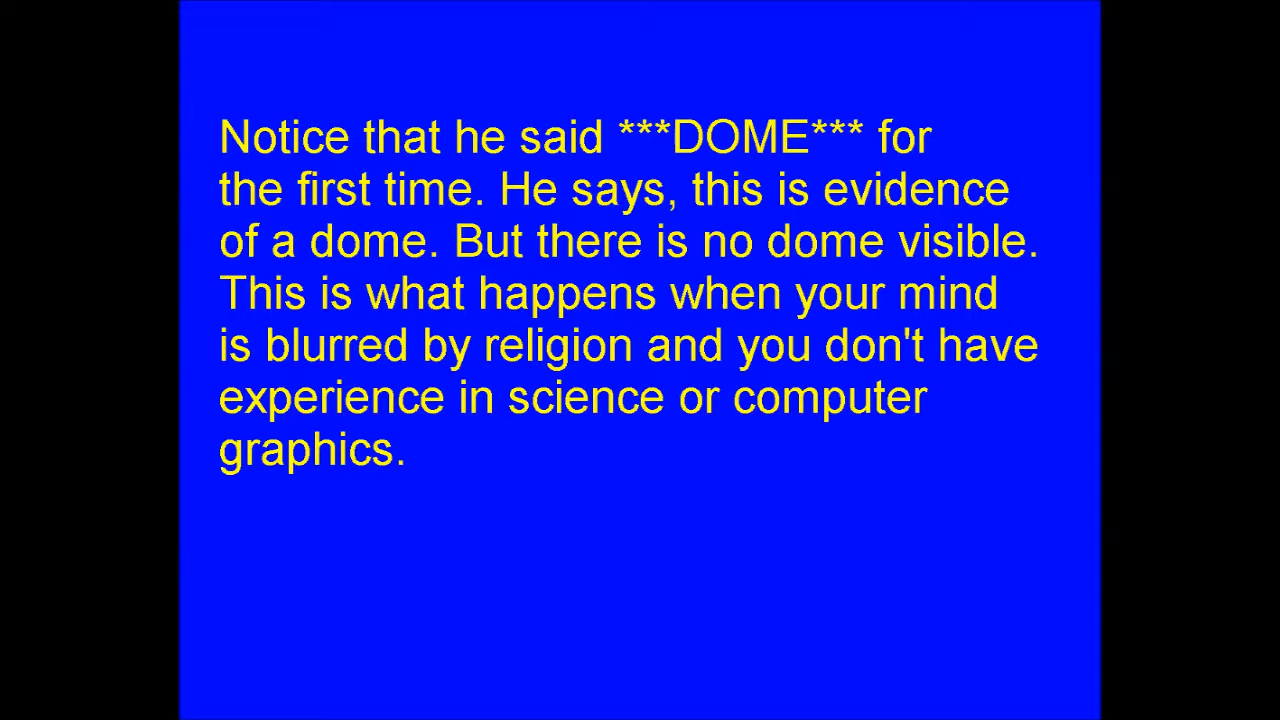 Notice that he said ***DOME*** for
the first time. He says, this is evidence
of a dome. But there is no dome visible.
This is what happens when your mind
is blurred by religion and you don't have
experience in science or computer
graphics.